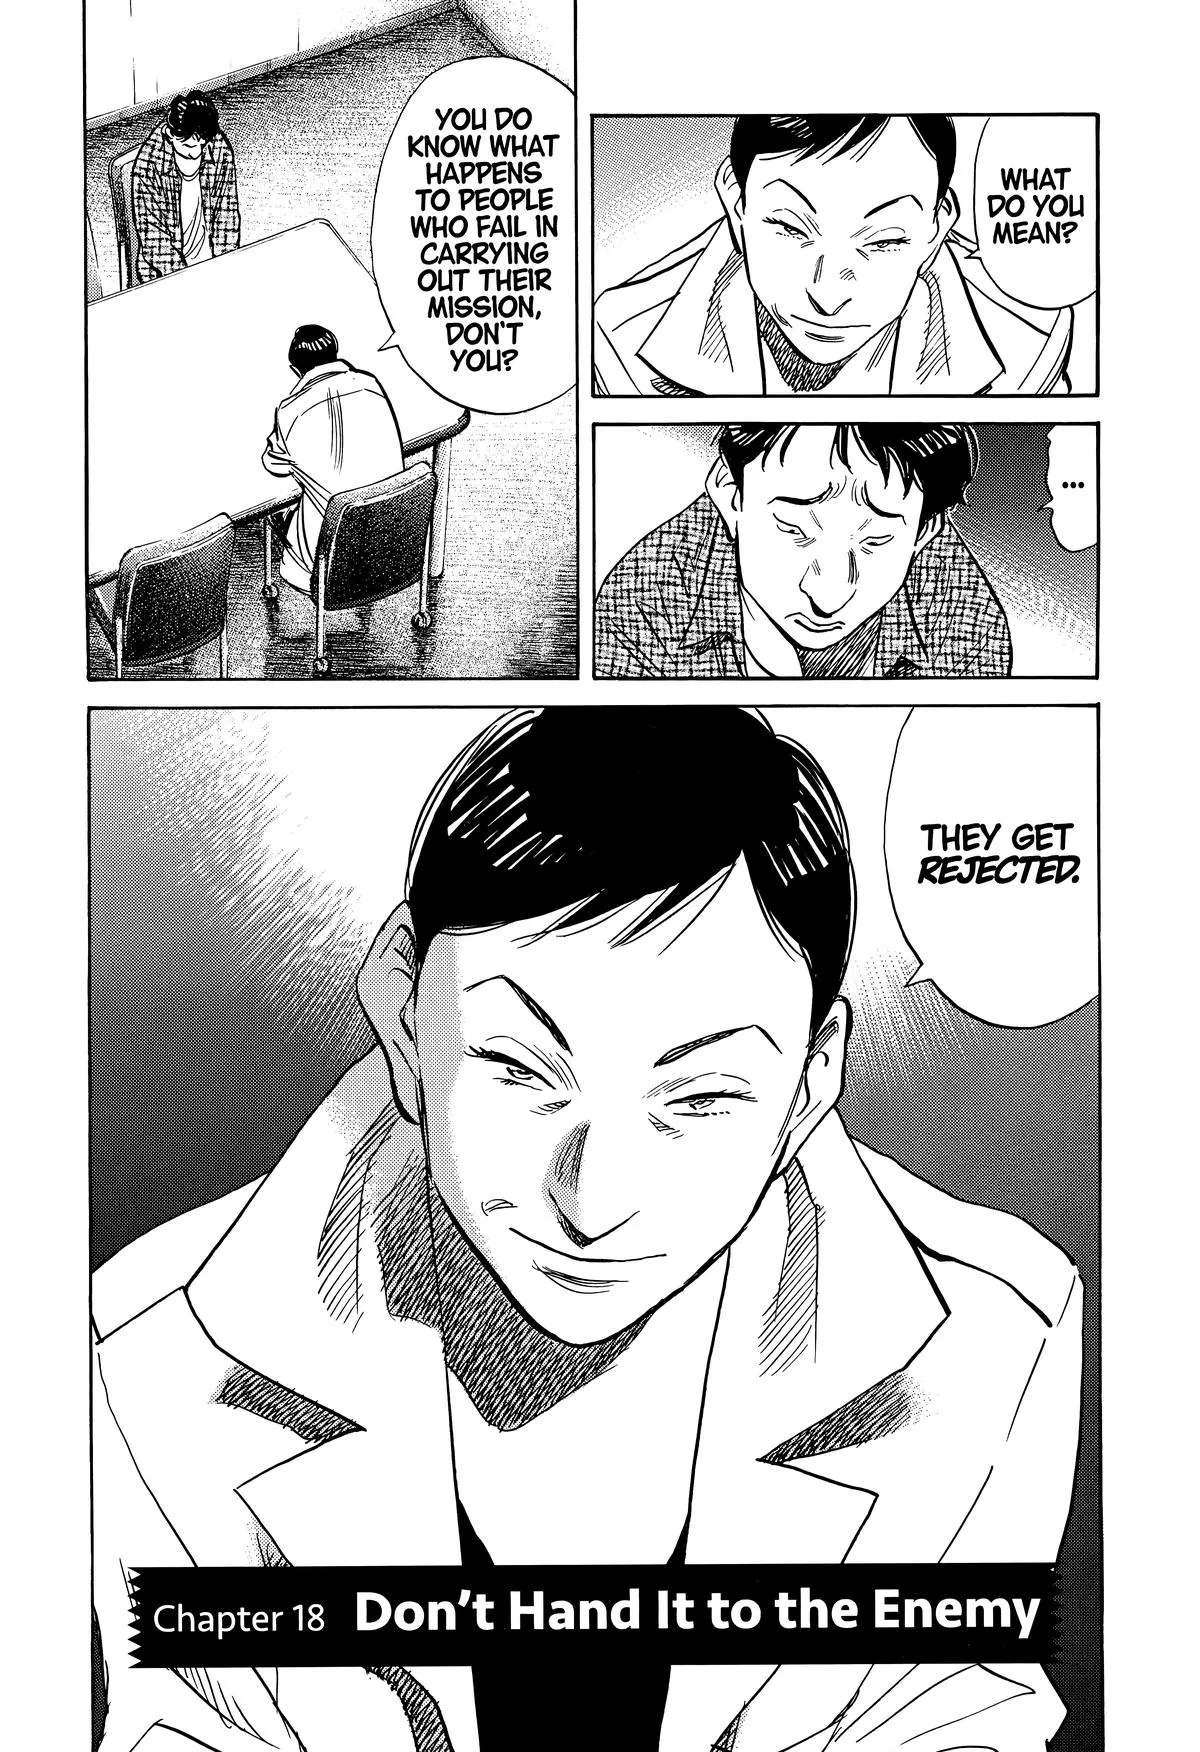 YOU DO
KNOW WHAT
HAPPENS
TO PEOPLE
WHO FAIL IN
CARRYING
OUT THEIR
MISSION,
DON'T
YOU?
WHAT
DO YOU
MEAN?
...
THEY GET
REJECTED.
Chapter 18 Don't Hand It to the Enemy